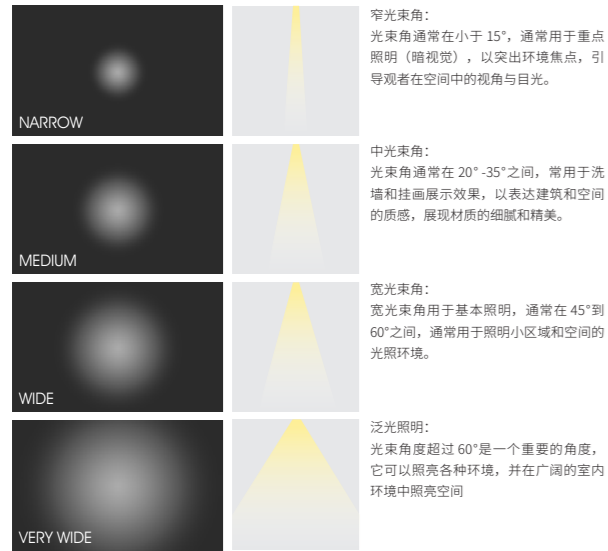 NARROW
窄光束角：
光束角通常在小于 15°，通常用于重点
照明（暗视觉），以突出环境焦点，引
导观者在空间中的视角与目光。
MEDIUM
中光束角：
光束角通常在 20° -35°之间，常用于洗
墙和挂画展示效果，以表达建筑和空间
的质感，展现材质的细腻和精美。
WIDE
宽光束角：
宽光束角用于基本照明，通常在 45°到
60°之间，通常用于照明小区域和空间的
光照环境。
VERY WIDE
泛光照明：
光束角度超过 60°是一个重要的角度，
它可以照亮各种环境，并在广阔的室内
环境中照亮空间